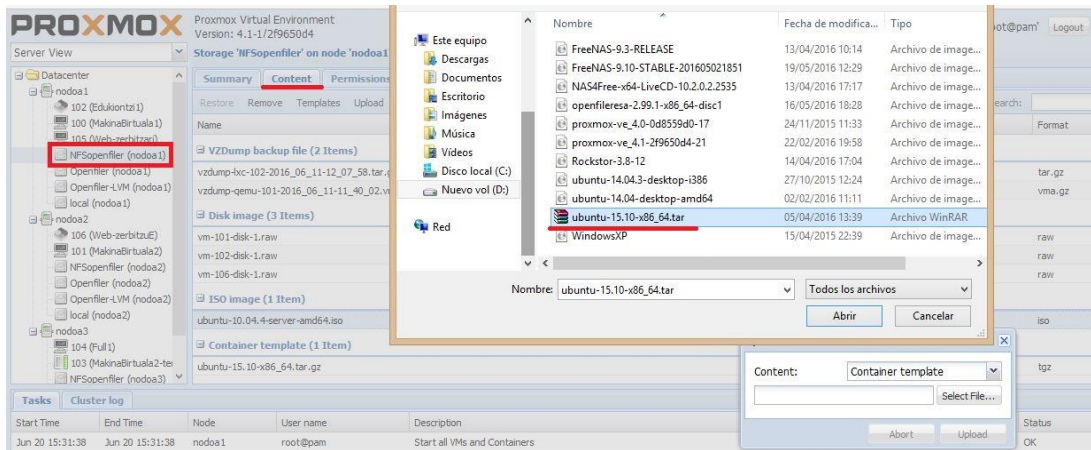 PROXMOX
Proxmox Virtual Environment
Version: 4.1-1/2f9650d4
Logout
Server View
Storage 'NFSopenfiler' on node 'nodoa1
Datacenter
nodoa1
102 (Edukiontzi1)
100 (MakinaBirtuala1)
105 (Web-zerbitzari)
NFSopenfiler (nodoa1)
Openfiler (nodoa1)
Openfiler-LVM (nodoa1)
local (nodoa1)
nodoa2
106 (Web-zerbitzuE)
101 (MakinaBirtuala2)
NFSopenfiler (nodoa2)
Openfiler (nodoa2)
Openfiler-LVM (nodoa2)
local (nodoa2)
nodoa3
104 (Full1)
103 (MakinaBirtuala2-te
NFSopenfiler (nodoa3)
Summary Content Permissions
Restore Remove Templates Upload
Name
Format
VZDump backup file (2 Items)
vzdump-lxc-102-2016_06_11-12_07_58.tar.
tar.gz
vzdump-qemu-101-2016_06_11-11_40_02.v
vma.gz
Disk image (3 Items)
vm-101-disk-1.raw
raw
vm-102-disk-1.raw
raw
vm-106-disk-1.raw
raw
ISO image (1 Item)
ubuntu-10.04.4-server-amd64.iso
iso
Container template (1 Item)
ubuntu-15.10-x86_64.tar.gz
tgz
Este equipo
Descargas
Documentos
Escritorio
Imágenes
Música
Vídeos
Disco local (C:)
Nuevo vol (D:)
Red
Nombre Fecha de modifica... Tipo
FreeNAS-9.3-RELEASE 13/04/2016 10:14 Archivo de image...
FreeNAS-9.10-STABLE-201605021851 19/05/2016 12:29 Archivo de image...
NAS4Free-x64-LiveCD-10.2.0.2.2535 13/04/2016 17:17 Archivo de image...
openfileresa-2.99.1-x86_64-disc1 16/05/2016 18:28 Archivo de image...
proxmox-ve_4.0-0d8559d0-17 24/11/2015 11:33 Archivo de image...
proxmox-ve_4.1-2f9650d4-21 22/02/2016 19:58 Archivo de image...
Rockstor-3.8-12 14/04/2016 17:04 Archivo de image...
ubuntu-14.04.3-desktop-i386 27/10/2015 12:24 Archivo de image...
ubuntu-14.04-desktop-amd64 02/02/2016 11:11 Archivo de image...
ubuntu-15.10-x86_64.tar 05/04/2016 13:39 Archivo WinRAR
WindowsXP 15/04/2015 22:39 Archivo de image...
Nombre: ubuntu-15.10-x86_64.tar Todos los archivos
Abrir Cancelar
Content: Container template
Select File...
Abort Upload
Tasks Cluster log
Start Time End Time Node User name Description Status
Jun 20 15:31:38 Jun 20 15:31:38 nodoa1 root@pam Start all VMs and Containers OK